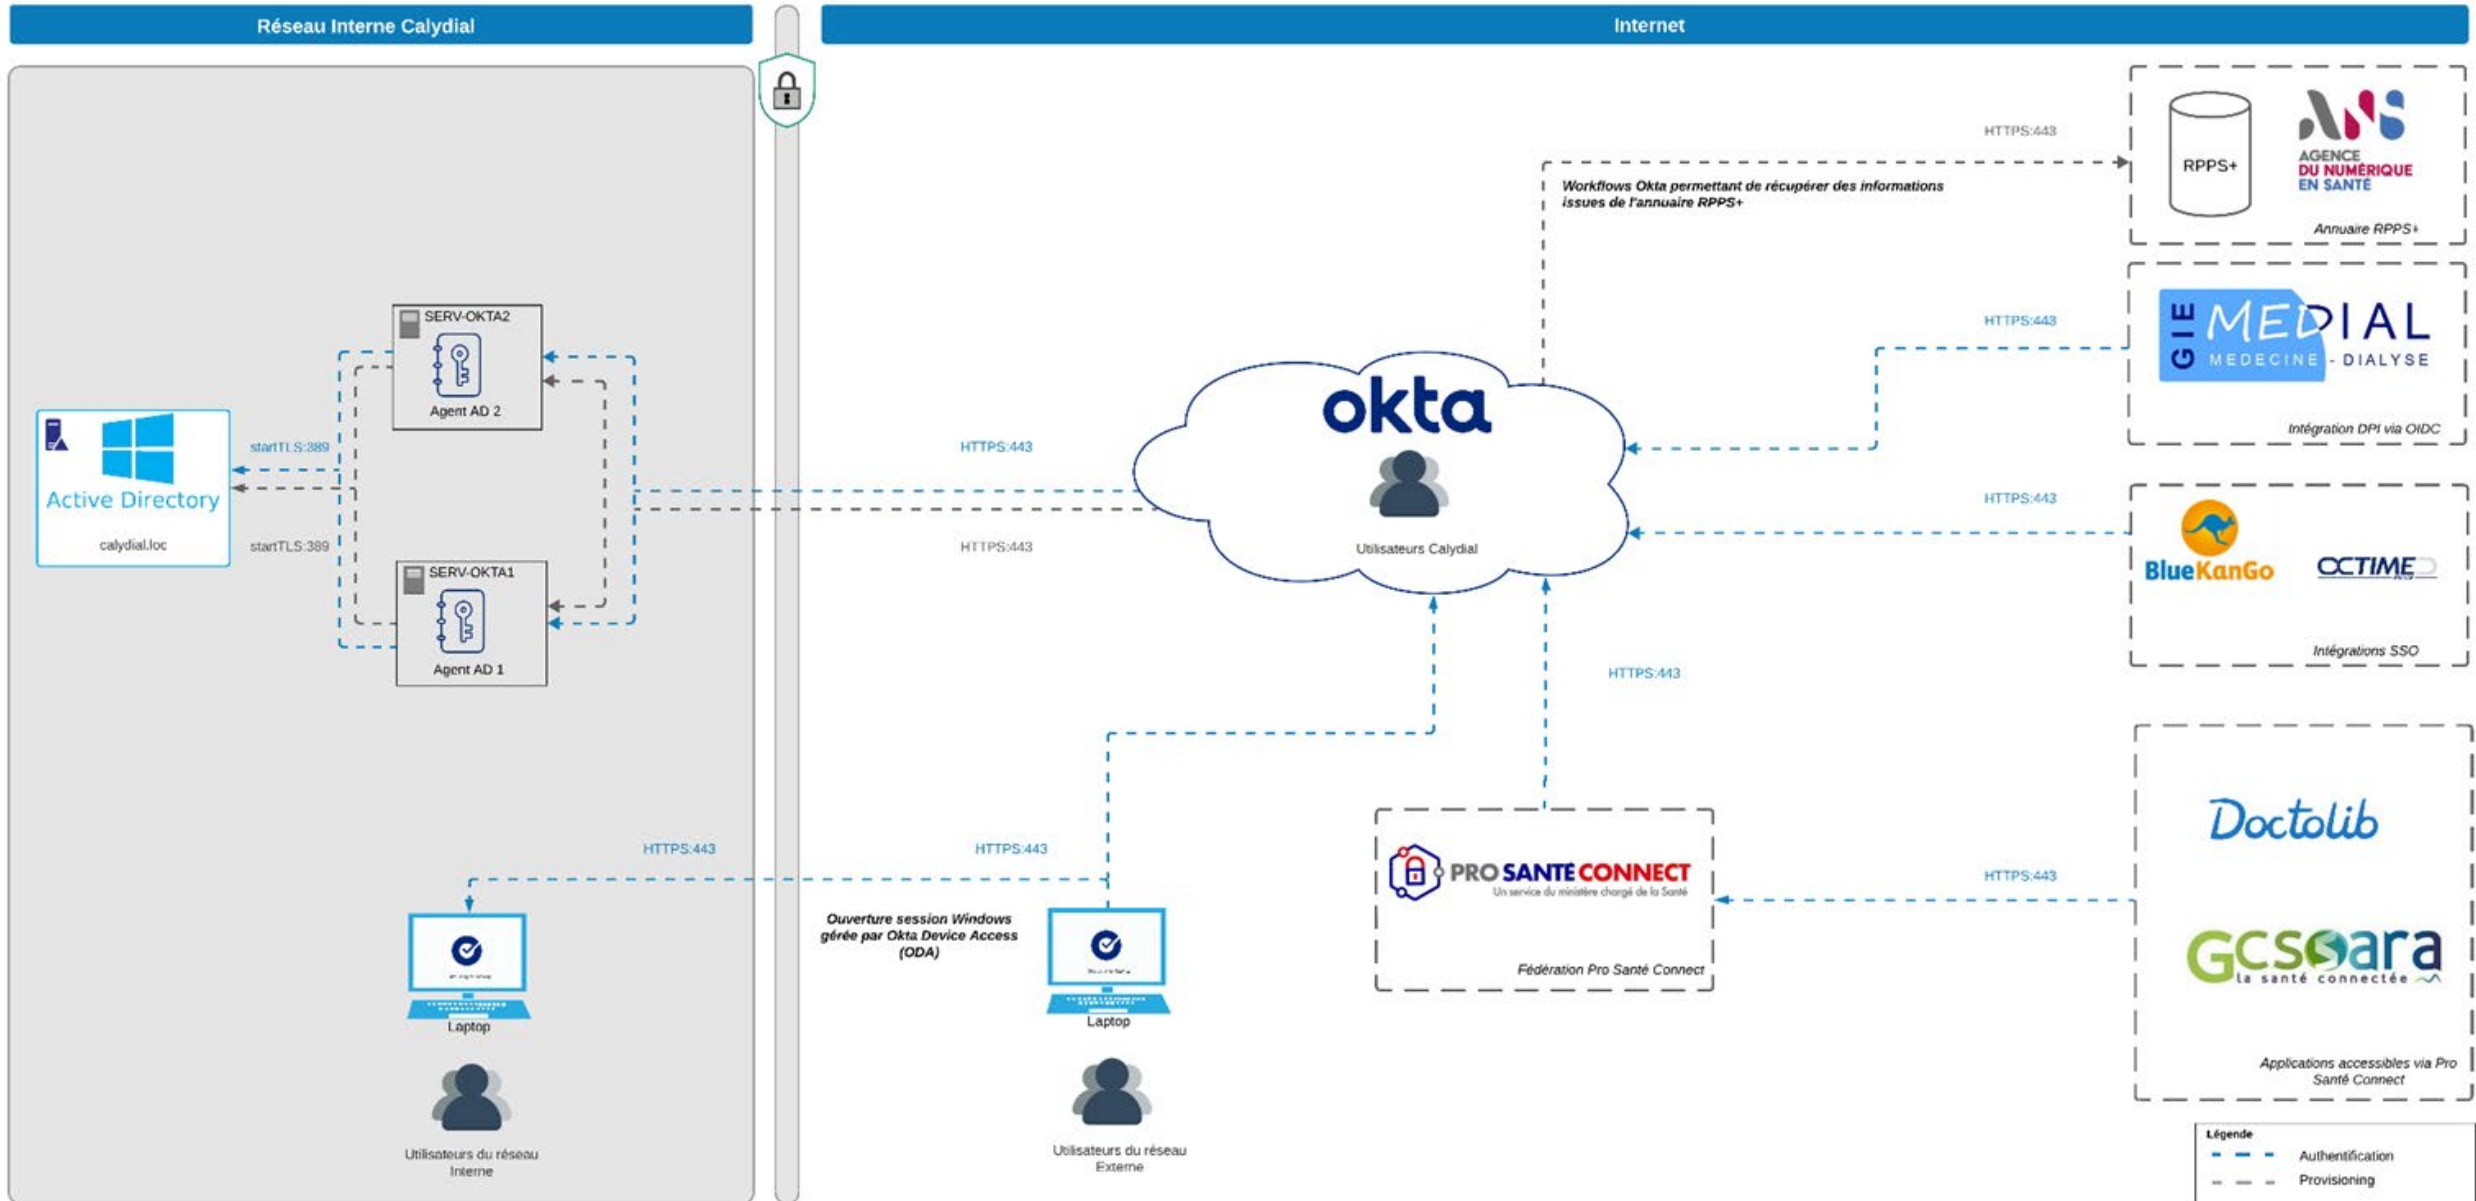 Réseau Interne Calydial
Internet
HTTPS:443
RPPS+
ANS
AGENCE
DU NUMÉRIQUE
EN SANTÉ
Annuaire RPPS+
Workflows Okta permettant de récupérer des informations
issues de l'annuaire RPPS+
HTTPS:443
GIE
MEDIAL
MEDECINE - DIALYSE
Intégration DPI via OIDC
SERV-OKTA2
Agent AD 2
startTLS:389
Active Directory
calydial.loc
startTLS:389
SERV-OKTA1
Agent AD 1
HTTPS:443
HTTPS:443
okta
Utilisateurs Calydial
HTTPS:443
BlueKanGo
OCTIME
Intégrations SSO
HTTPS:443
HTTPS:443
HTTPS:443
Ouverture session Windows
gérée par Okta Device Access
(ODA)
Laptop
Utilisateurs du réseau
Interne
Laptop
Utilisateurs du réseau
Externe
PRO SANTÉ CONNECT
Un service du ministère chargé de la Santé
Fédération Pro Santé Connect
HTTPS:443
Doctolib
GCSsara
la santé connectée
Applications accessibles via Pro
Santé Connect
Légende
Authentification
Provisioning